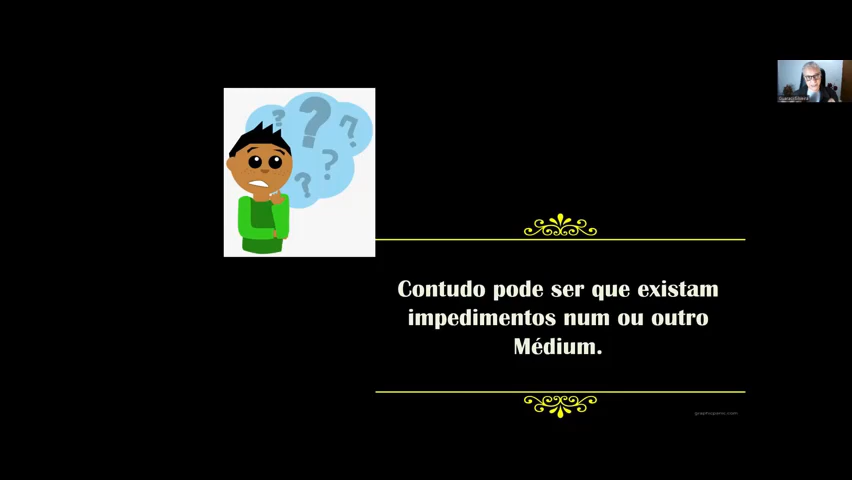 Contudo pode ser que existam
impedimentos num ou outro
Médium.